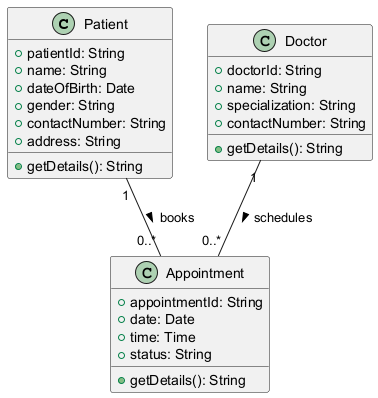 C Patient
patientId: String
name: String
dateOfBirth: Date
gender: String
contactNumber: String
address: String
getDetails(): String
C Doctor
doctorId: String
name: String
specialization: String
contactNumber: String
getDetails(): String
1
books
0..*
1
schedules
0..*
C Appointment
appointmentId: String
date: Date
time: Time
status: String
getDetails(): String